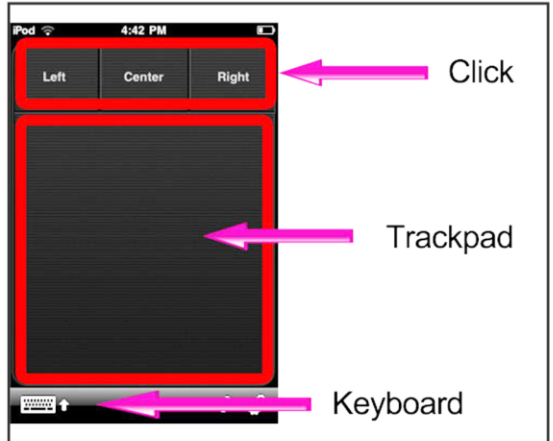 iPod 4:42 PM
Left Center Right
Click
Trackpad
Keyboard